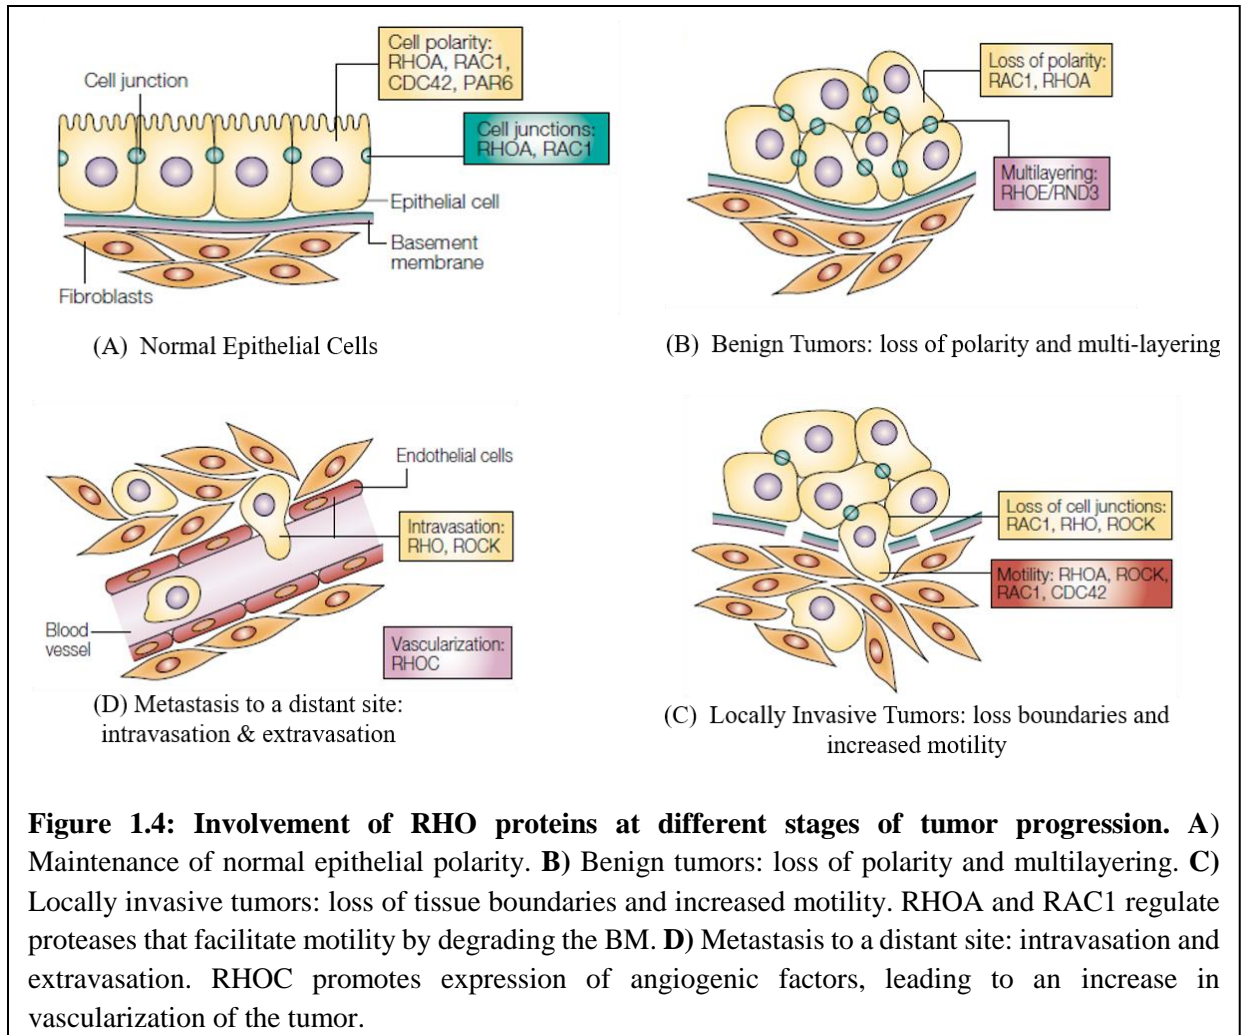 Cell polarity:
RHOA, RAC1,
CDC42, PAR6
Cell junction
Cell junctions:
RHOA, RAC1
Epithelial cell
Basement
membrane
Fibroblasts
(A) Normal Epithelial Cells
Loss of polarity:
RAC1, RHOA
Multilayering:
RHOE/RND3
(B) Benign Tumors: loss of polarity and multi-layering
Endothelial cells
Intravasation:
RHO, ROCK
Blood
vessel
Vascularization:
RHOC
(D) Metastasis to a distant site:
intravasation & extravasation
Loss of cell junctions:
RAC1, RHO, ROCK
Motility: RHOA, ROCK,
RAC1, CDC42
(C) Locally Invasive Tumors: loss boundaries and
increased motility
Figure 1.4: Involvement of RHO proteins at different stages of tumor progression. A)
Maintenance of normal epithelial polarity. B) Benign tumors: loss of polarity and multilayering. C)
Locally invasive tumors: loss of tissue boundaries and increased motility. RHOA and RAC1 regulate
proteases that facilitate motility by degrading the BM. D) Metastasis to a distant site: intravasation and
extravasation. RHOC promotes expression of angiogenic factors, leading to an increase in
vascularization of the tumor.